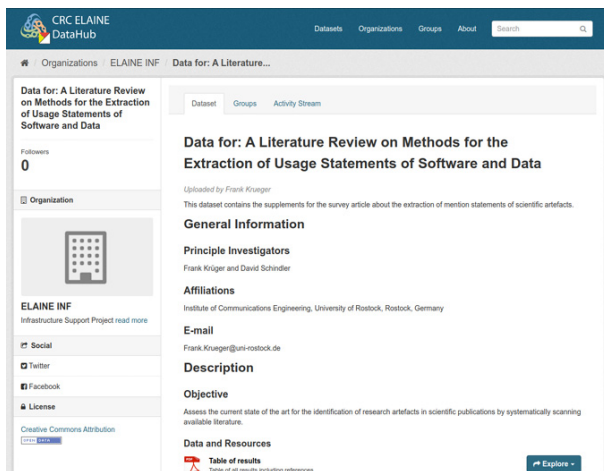 CRC ELAINE
DataHub
Datasets Organizations Groups About Search
/ Organizations / ELAINE INF / Data for: A Literature...
Data for: A Literature Review
on Methods for the Extraction
of Usage Statements of
Software and Data
Followers
0
Organization
ELAINE INF
Infrastructure Support Project read more
Social
Twitter
Facebook
License
Creative Commons Attribution
OPEN DATA
Dataset Groups Activity Stream
Data for: A Literature Review on Methods for the
Extraction of Usage Statements of Software and Data
Uploaded by Frank Krueger
This dataset contains the supplements for the survey article about the extraction of mention statements of scientific artefacts.
General Information
Principle Investigators
Frank Krüger and David Schindler
Affiliations
Institute of Communications Engineering, University of Rostock, Rostock, Germany
E-mail
Frank.Krueger@uni-rostock.de
Description
Objective
Assess the current state of the art for the identification of research artefacts in scientific publications by systematically scanning
available literature.
Data and Resources
Table of results
Table of all results including references
Explore